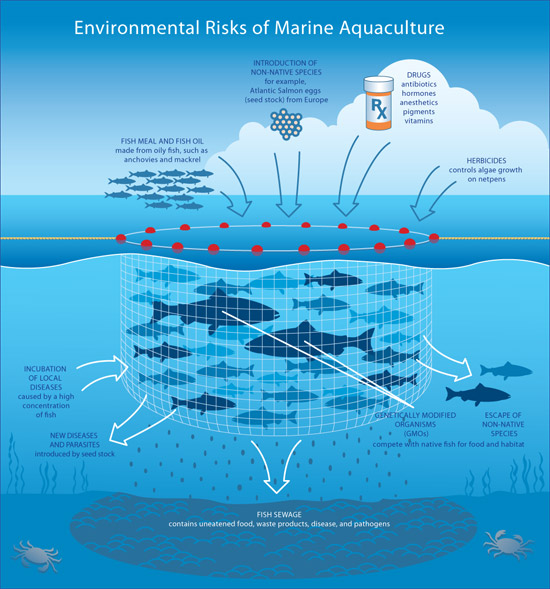 Environmental Risks of Marine Aquaculture
INTRODUCTION OF
NON-NATIVE SPECIES
for example,
Atlantic Salmon eggs
(seed stock) from Europe
DRUGS
antibiotics
hormones
anesthetics
pigments
vitamins
Rx
FISH MEAL AND FISH OIL
made from oily fish, such as
anchovies and mackrel
HERBICIDES
controls algae growth
on netpens
INCUBATION
OF LOCAL
DISEASES
caused by a high
concentration
of fish
NEW DISEASES
AND PARASITES
introduced by seed stock
GENETICALLY MODIFIED
ORGANISMS
(GMOs)
compete with native fish for food and habitat
ESCAPE OF
NON-NATIVE
SPECIES
FISH SEWAGE
contains uneatened food, waste products, disease, and pathogens